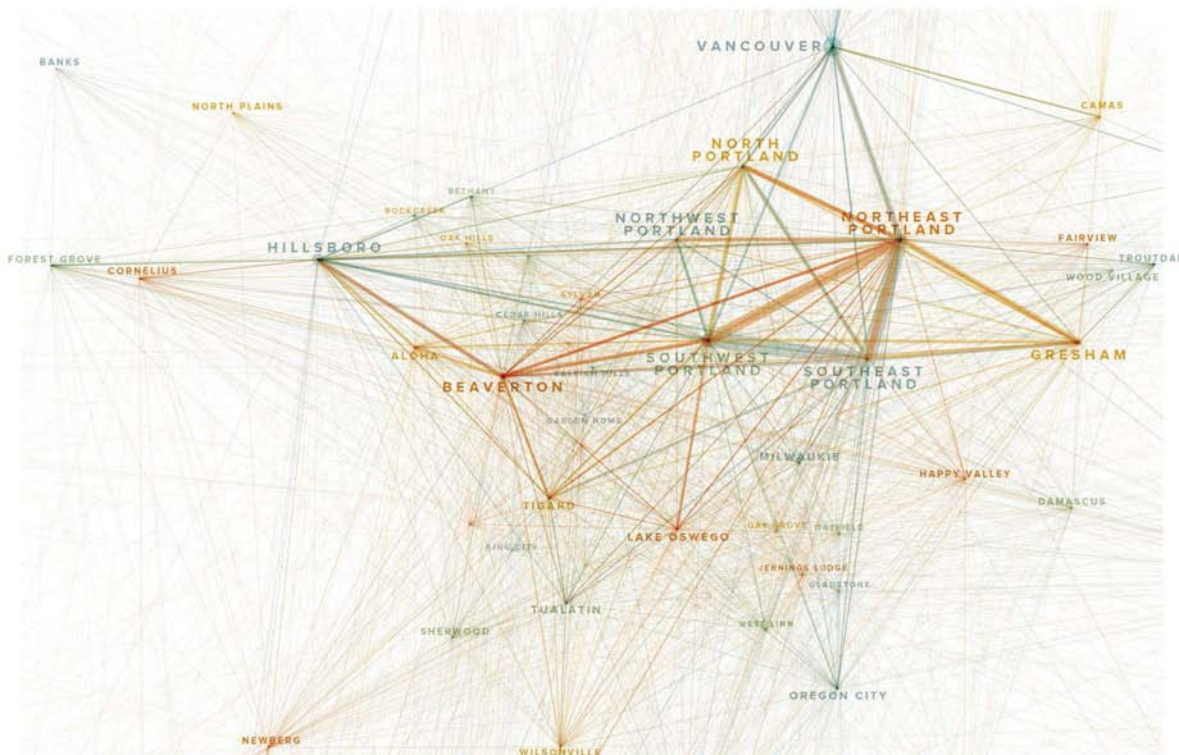 VANCOUVER
BANKS
NORTH PLAINS
CAMAS
NORTH
PORTLAND
BETHANY
ROCKCREEK
NORTHWEST
PORTLAND
NORTHEAST
PORTLAND
OAK HILLS
FAIRVIEW
HILLSBORO
FOREST GROVE
CORNELIUS
TROUTDAL
WOOD VILLAGE
CEDAR HILLS
ALOHA
SOUTHWEST
PORTLAND
GRESHAM
SOUTHEAST
PORTLAND
BEAVERTON
GARDEN HOME
MILWAUKIE
HAPPY VALLEY
DAMASCUS
TIGARD
LAKE OSWEGO
OAK GROVE
OATFIELD
KING CITY
JENNINGS LODGE
GLADSTONE
TUALATIN
WEST LINN
SHERWOOD
OREGON CITY
NEWBERG
WILSONVILLE